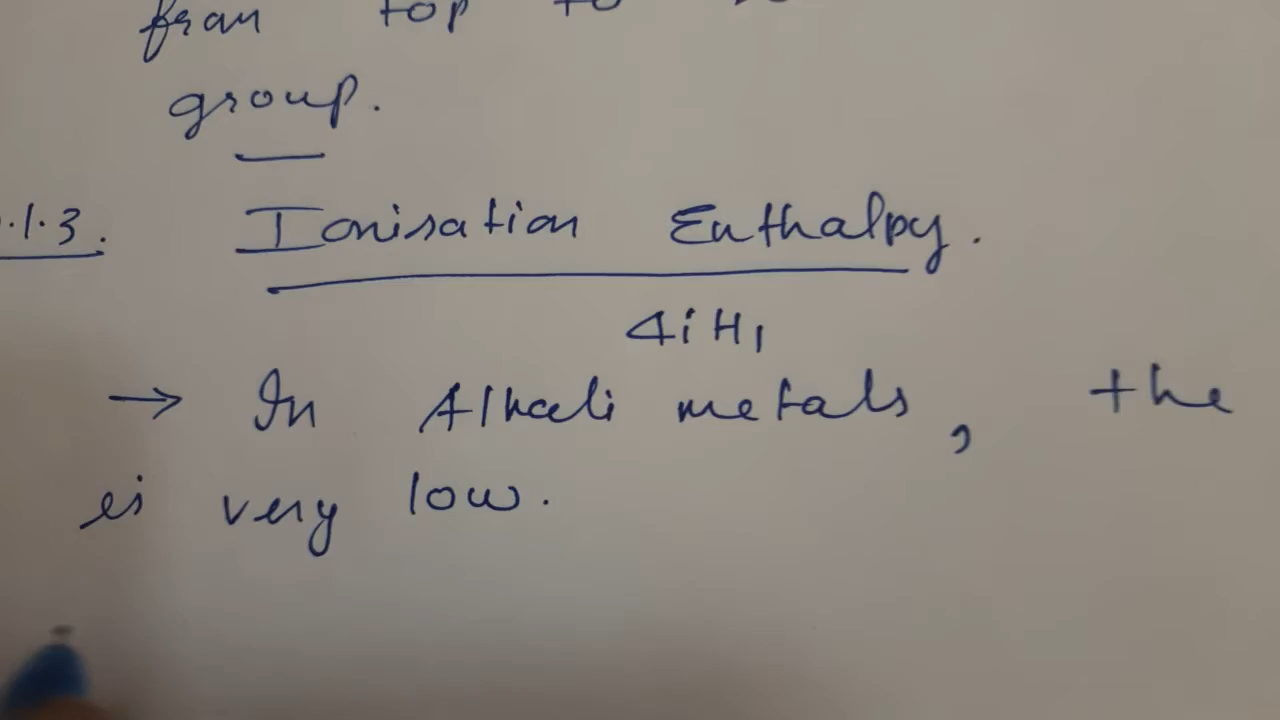 from top to
group.
.1.3. Ionisation Enthalpy.
ΔiH1
→ In Alkali metals, the
is very low.